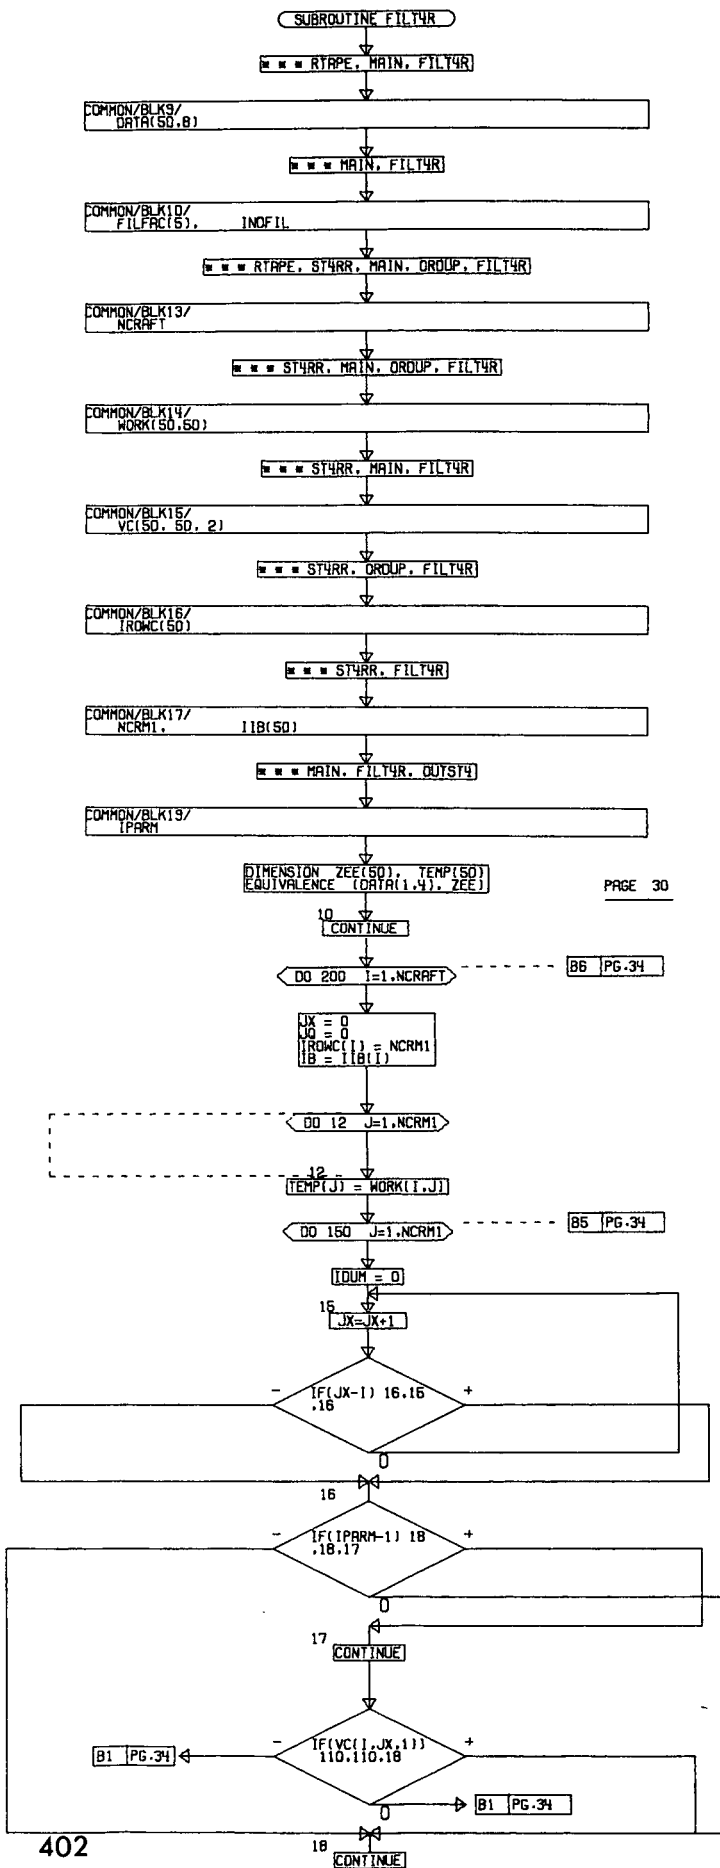 SUBROUTINE FILT4R
* * * RTAPE, MAIN, FILT4R
COMMON/BLK9/
DATA(50,8)
* * * MAIN, FILT4R
COMMON/BLK10/
FILFAC(5), INOFIL
* * * RTAPE, ST4RR, MAIN, ORDUP, FILT4R
COMMON/BLK13/
NCRAFT
* * * ST4RR, MAIN, ORDUP, FILT4R
COMMON/BLK14/
WORK(50,50)
* * * ST4RR, MAIN, FILT4R
COMMON/BLK15/
VC(50, 50, 2)
* * * ST4RR, ORDUP, FILT4R
COMMON/BLK16/
IROWC(50)
* * * ST4RR, FILT4R
COMMON/BLK17/
NCRM1, IIB(50)
* * * MAIN, FILT4R, OUTST4
COMMON/BLK19/
IPARM
DIMENSION ZEE(50), TEMP(50)
EQUIVALENCE (DATA(1,4), ZEE)
PAGE 30
10
CONTINUE
DO 200 I=1,NCRAFT
B6 PG.34
JX = 0
JQ = 0
IROWC(I) = NCRM1
IB = IIB(I)
DO 12 J=1,NCRM1
12
TEMP(J) = WORK(I,J)
DO 150 J=1,NCRM1
B5 PG.34
IDUM = 0
15
JX=JX+1
- IF(JX-I) 16,15 +
,16
0
16
- IF(IPARM-1) 18 +
,18,17
0
17
CONTINUE
- IF(VC(I,JX,1)) +
110,110,18
B1 PG.34
0
B1 PG.34
18
CONTINUE
402